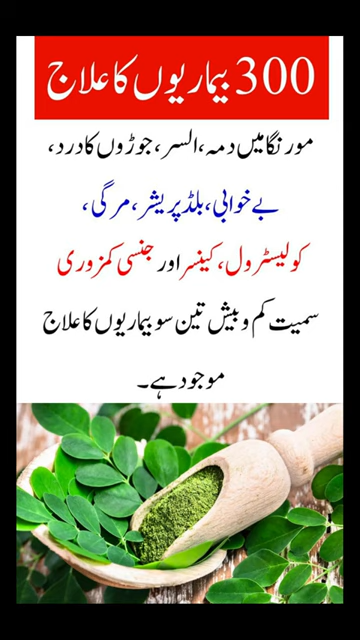 300 بیماریوں کا علاج
مورنگا میں دمہ، السر، جوڑوں کا درد،
بے خوابی، بلڈ پریشر، مرگی،
کولیسٹرول، کینسر اور جنسی کمزوری
سمیت کم و بیش تین سو بیماریوں کا علاج
موجود ہے۔